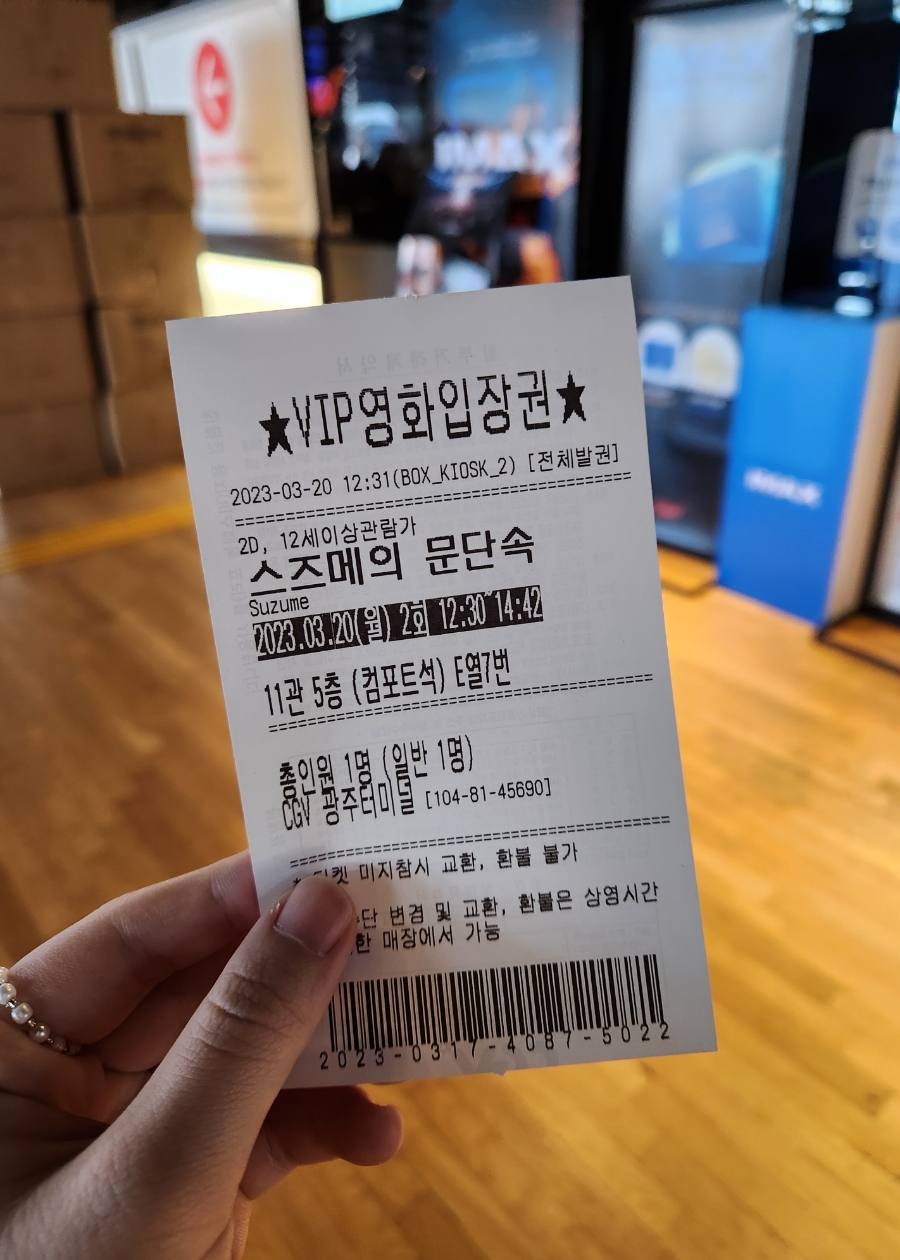 ★VIP영화입장권★
2023-03-20 12:31(BOX_KIOSK_2) [전체발권]
2D, 12세이상관람가
스즈메의 문단속
Suzume
2023.03.20(월) 2회 12:30~14:42
11관 5층 (컴포트석) E열7번
총인원 1명 (일반 1명)
CGV 광주터미널 [104-81-45690]
미지참시 교환, 환불 불가
변경 및 교환, 환불은 상영시간
매장에서 가능
2023-0317-4087-5022
IMAX
IMAX